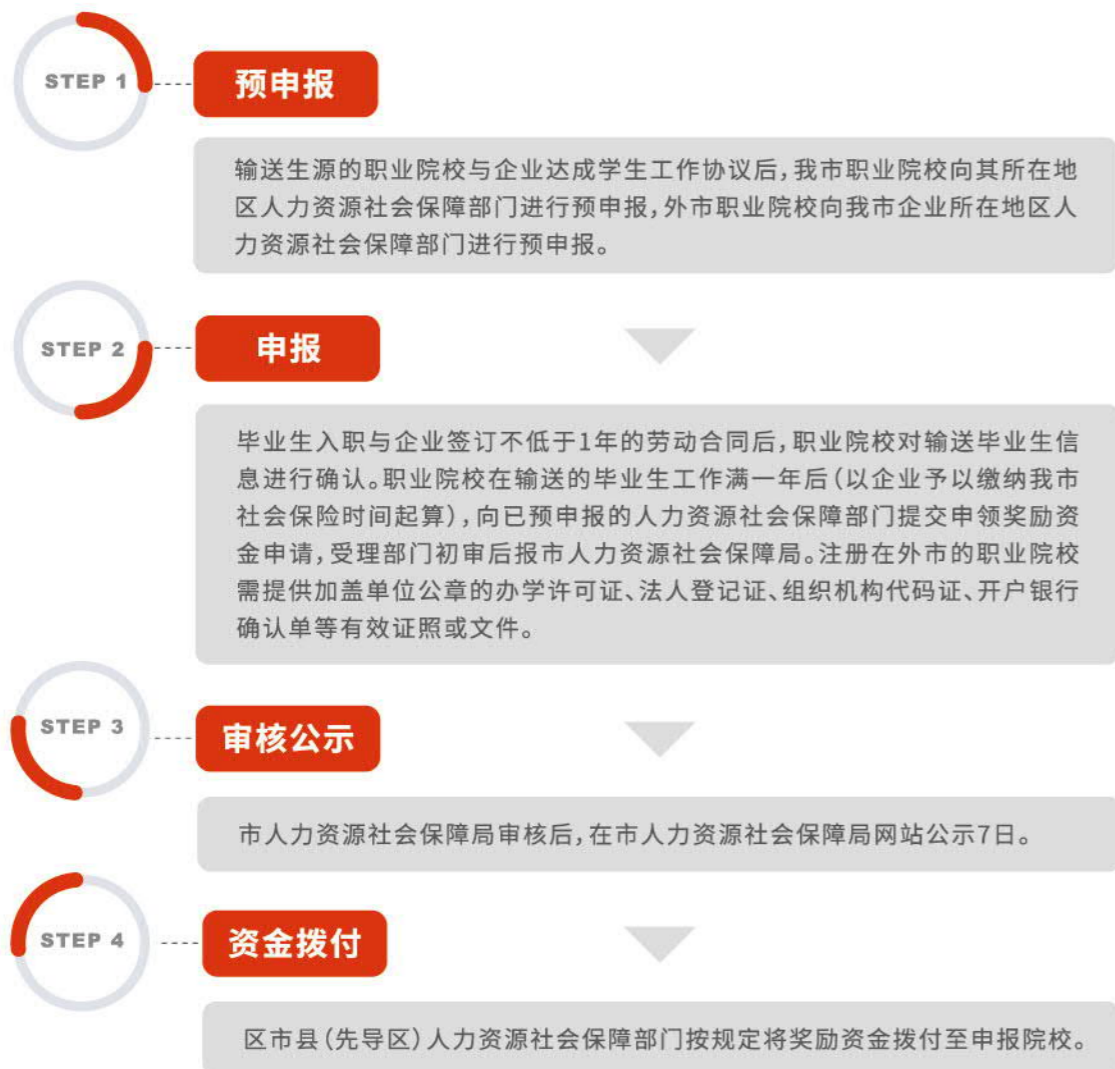 STEP 1
预申报
输送生源的职业院校与企业达成学生工作协议后,我市职业院校向其所在地
区人力资源社会保障部门进行预申报,外市职业院校向我市企业所在地区人
力资源社会保障部门进行预申报。
STEP 2
申报
毕业生入职与企业签订不低于1年的劳动合同后,职业院校对输送毕业生信
息进行确认。职业院校在输送的毕业生工作满一年后(以企业予以缴纳我市
社会保险时间起算),向已预申报的人力资源社会保障部门提交申领奖励资
金申请,受理部门初审后报市人力资源社会保障局。注册在外市的职业院校
需提供加盖单位公章的办学许可证、法人登记证、组织机构代码证、开户银行
确认单等有效证照或文件。
STEP 3
审核公示
市人力资源社会保障局审核后,在市人力资源社会保障局网站公示7日。
STEP 4
资金拨付
区市县(先导区)人力资源社会保障部门按规定将奖励资金拨付至申报院校。